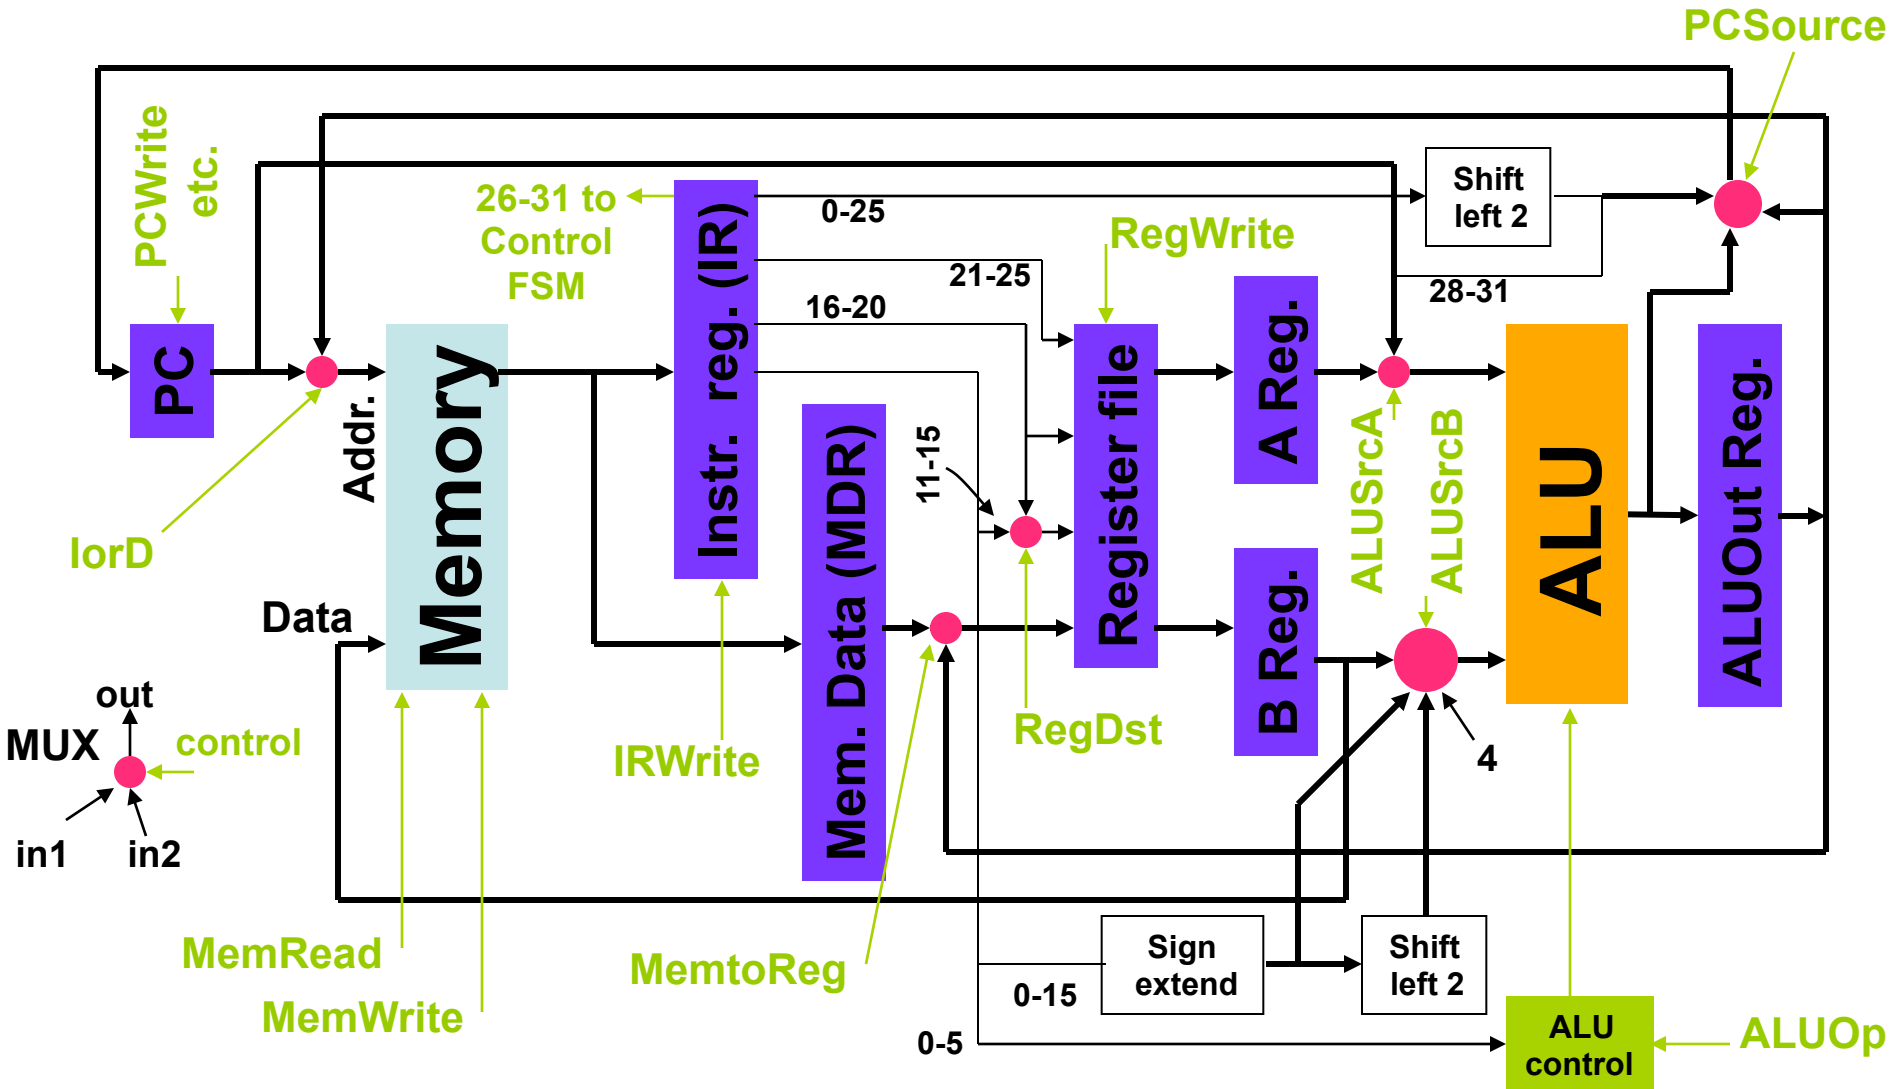 PCSource
PCWrite
etc.
26-31 to
Control
FSM
0-25
Shift
left 2
RegWrite
21-25
16-20
28-31
PC
Addr.
Memory
Instr. reg. (IR)
Mem. Data (MDR)
11-15
Register file
A Reg.
B Reg.
ALUSrcA
ALUSrcB
ALU
ALUOut Reg.
IorD
Data
out
MUX
control
in1
in2
IRWrite
RegDst
4
MemRead
MemWrite
MemtoReg
Sign
extend
Shift
left 2
0-15
0-5
ALU
control
ALUOp